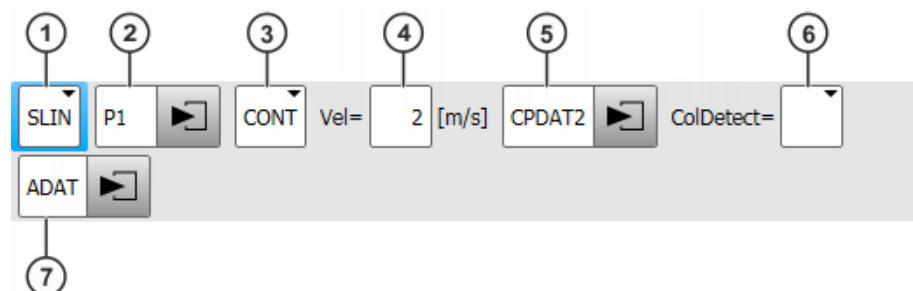 1 2 3 4 5 6
SLIN P1 CONT Vel= 2 [m/s] CPDAT2 ColDetect=
ADAT
7